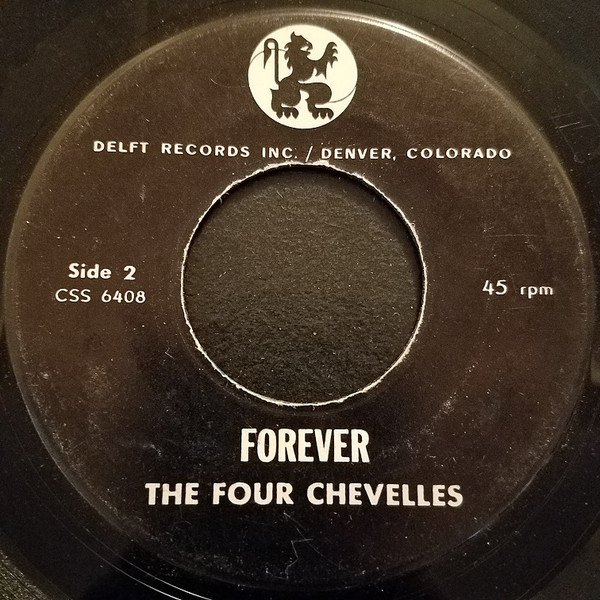 DELFT RECORDS INC. / DENVER, COLORADO
Side 2
CSS 6408
45 rpm
FOREVER
THE FOUR CHEVELLES